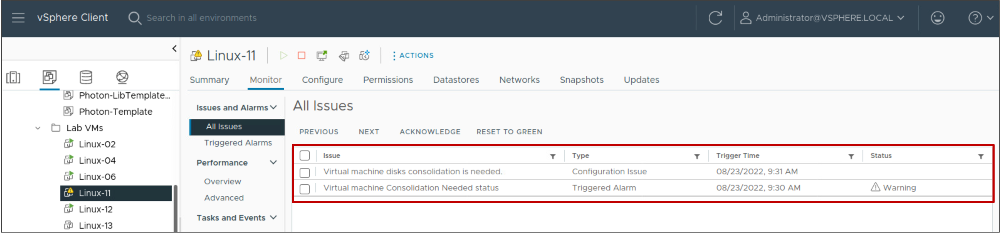 vSphere Client
Search in all environments
Administrator@VSPHERE.LOCAL
Photon-LibTemplate...
Photon-Template
Lab VMs
Linux-02
Linux-04
Linux-06
Linux-11
Linux-12
Linux-13
Linux-11
ACTIONS
Summary Monitor Configure Permissions Datastores Networks Snapshots Updates
Issues and Alarms
All Issues
Triggered Alarms
Performance
Overview
Advanced
Tasks and Events
All Issues
PREVIOUS NEXT ACKNOWLEDGE RESET TO GREEN
Issue Type Trigger Time Status
Virtual machine disks consolidation is needed. Configuration Issue 08/23/2022, 9:31 AM
Virtual machine Consolidation Needed status Triggered Alarm 08/23/2022, 9:30 AM Warning